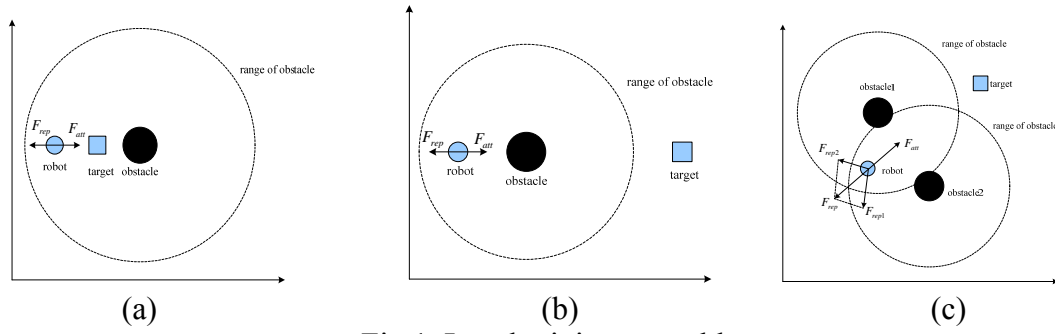 range of obstacle
F_rep F_att
robot target obstacle
(a)
range of obstacle
F_rep F_att
robot obstacle target
(b)
range of obstacle
target
obstacle1
range of obstacle
F_rep2 F_att
robot
obstacle2
F_rep F_rep1
(c)